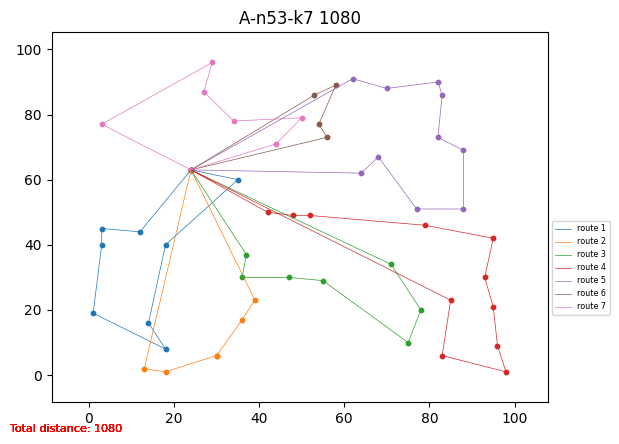 A-n53-k7 1080
100
80
60
40
20
0
0 20 40 60 80 100
route 1
route 2
route 3
route 4
route 5
route 6
route 7
Total distance: 1080